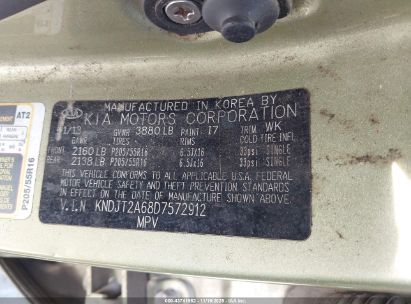 MANUFACTURED IN KOREA BY
KIA MOTORS CORPORATION
GVWR 3880 LB PAINT 17 TRIM WK
TIRES RIMS COLD TIRE INFL.
FRONT 2160 LB P205/55R16 6.5JX16 33PSI SINGLE
REAR 2138 LB P205/55R16 6.5JX16 33PSI SINGLE
THIS VEHICLE CONFORMS TO ALL APPLICABLE U.S.A. FEDERAL
MOTOR VEHICLE SAFETY AND THEFT PREVENTION STANDARDS
IN EFFECT ON THE DATE OF MANUFACTURE SHOWN ABOVE
V.I.N KNDJT2A68D7572912
MPV
AT2
P205/55R16